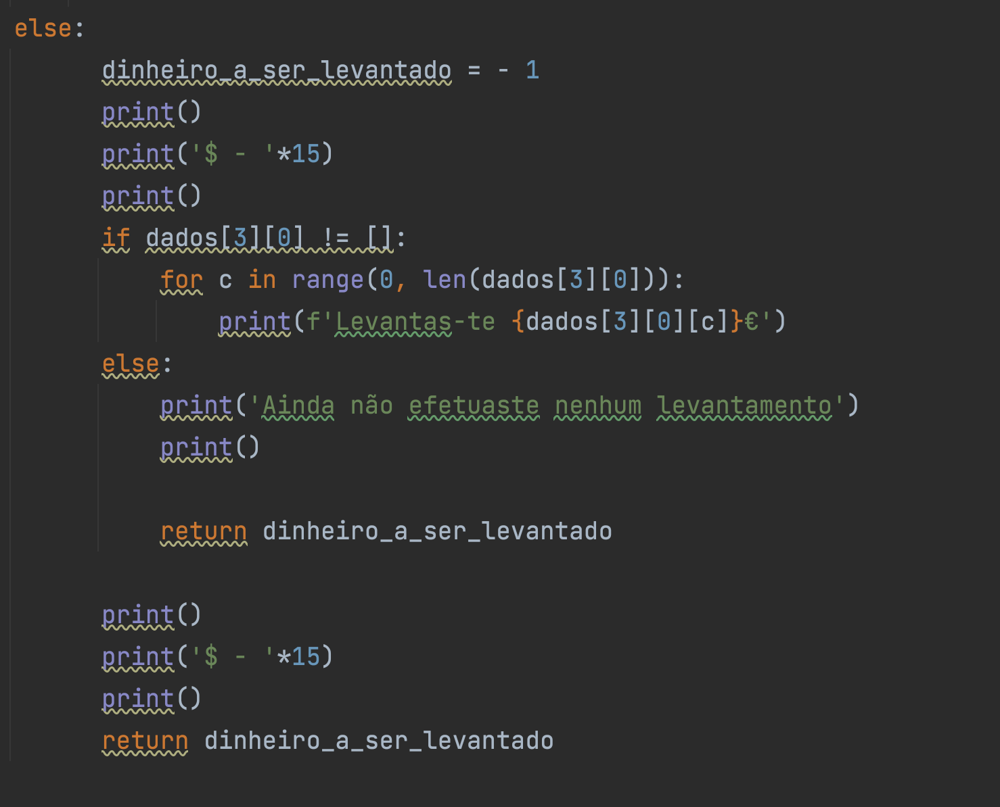 else:
dinheiro_a_ser_levantado = - 1
print()
print('$ - '*15)
print()
if dados[3][0] != []:
for c in range(0, len(dados[3][0])):
print(f'Levantas-te {dados[3][0][c]}€')
else:
print('Ainda não efetuaste nenhum levantamento')
print()
return dinheiro_a_ser_levantado
print()
print('$ - '*15)
print()
return dinheiro_a_ser_levantado